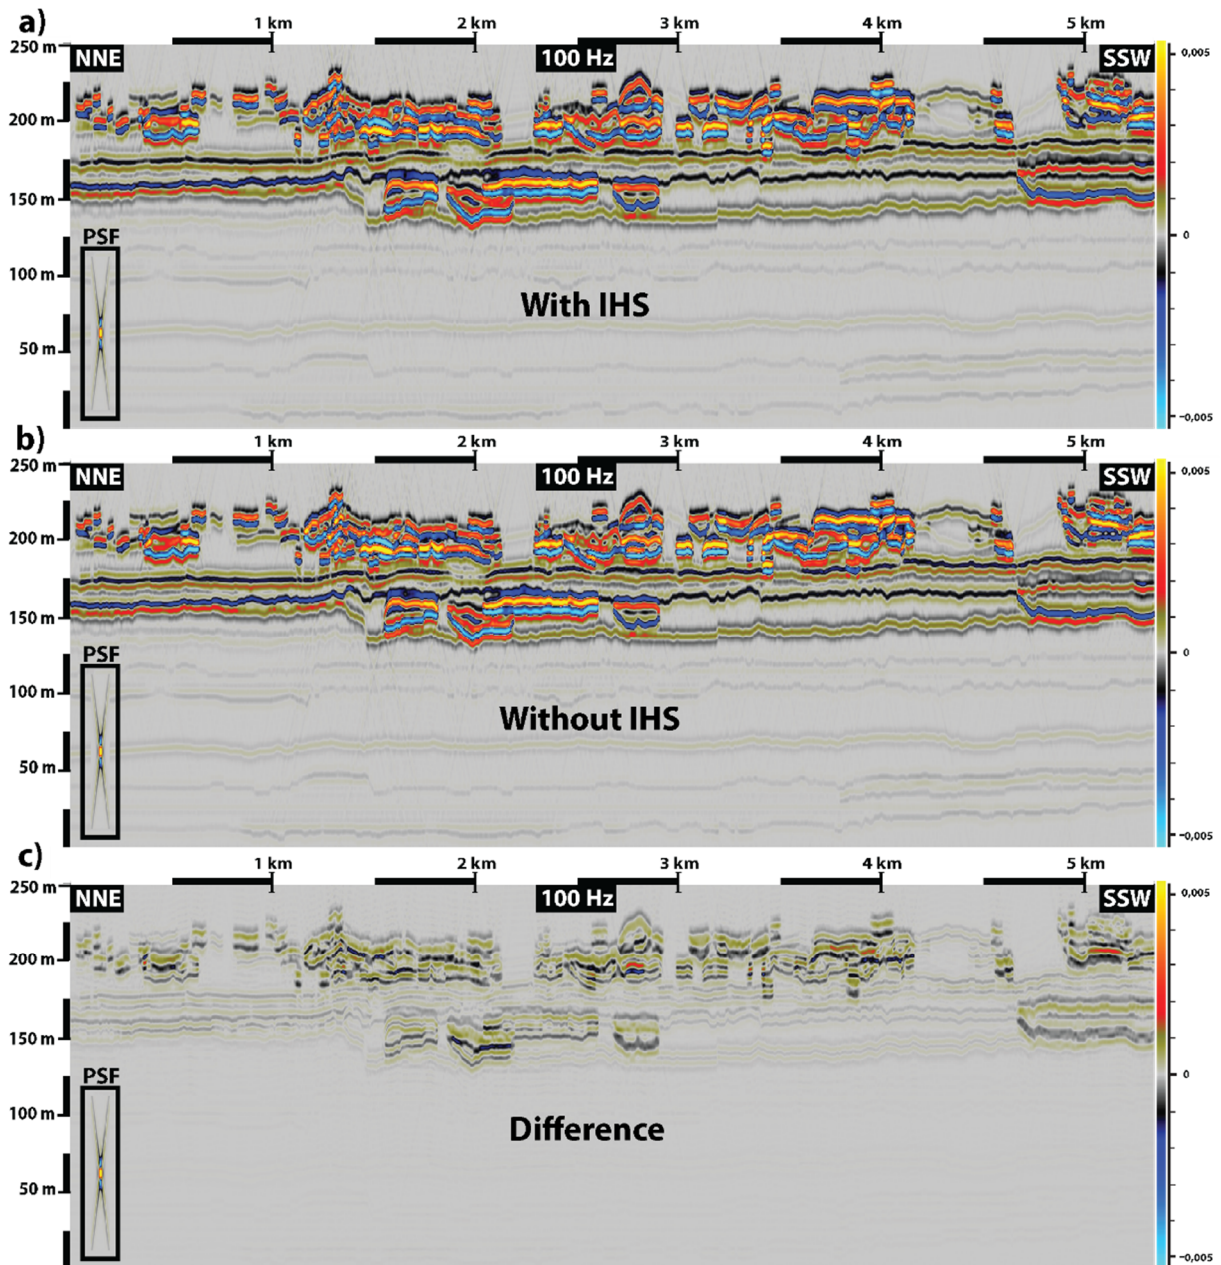 a)
1 km 2 km 3 km 4 km 5 km
250 m
NNE 100 Hz SSW
0,005
200 m
150 m
PSF
0
100 m
With IHS
50 m
−0,005
b)
1 km 2 km 3 km 4 km 5 km
250 m
NNE 100 Hz SSW
0,005
200 m
150 m
PSF
0
100 m
Without IHS
50 m
−0,005
c)
1 km 2 km 3 km 4 km 5 km
250 m
NNE 100 Hz SSW
0,005
200 m
150 m
PSF
0
100 m
Difference
50 m
−0,005